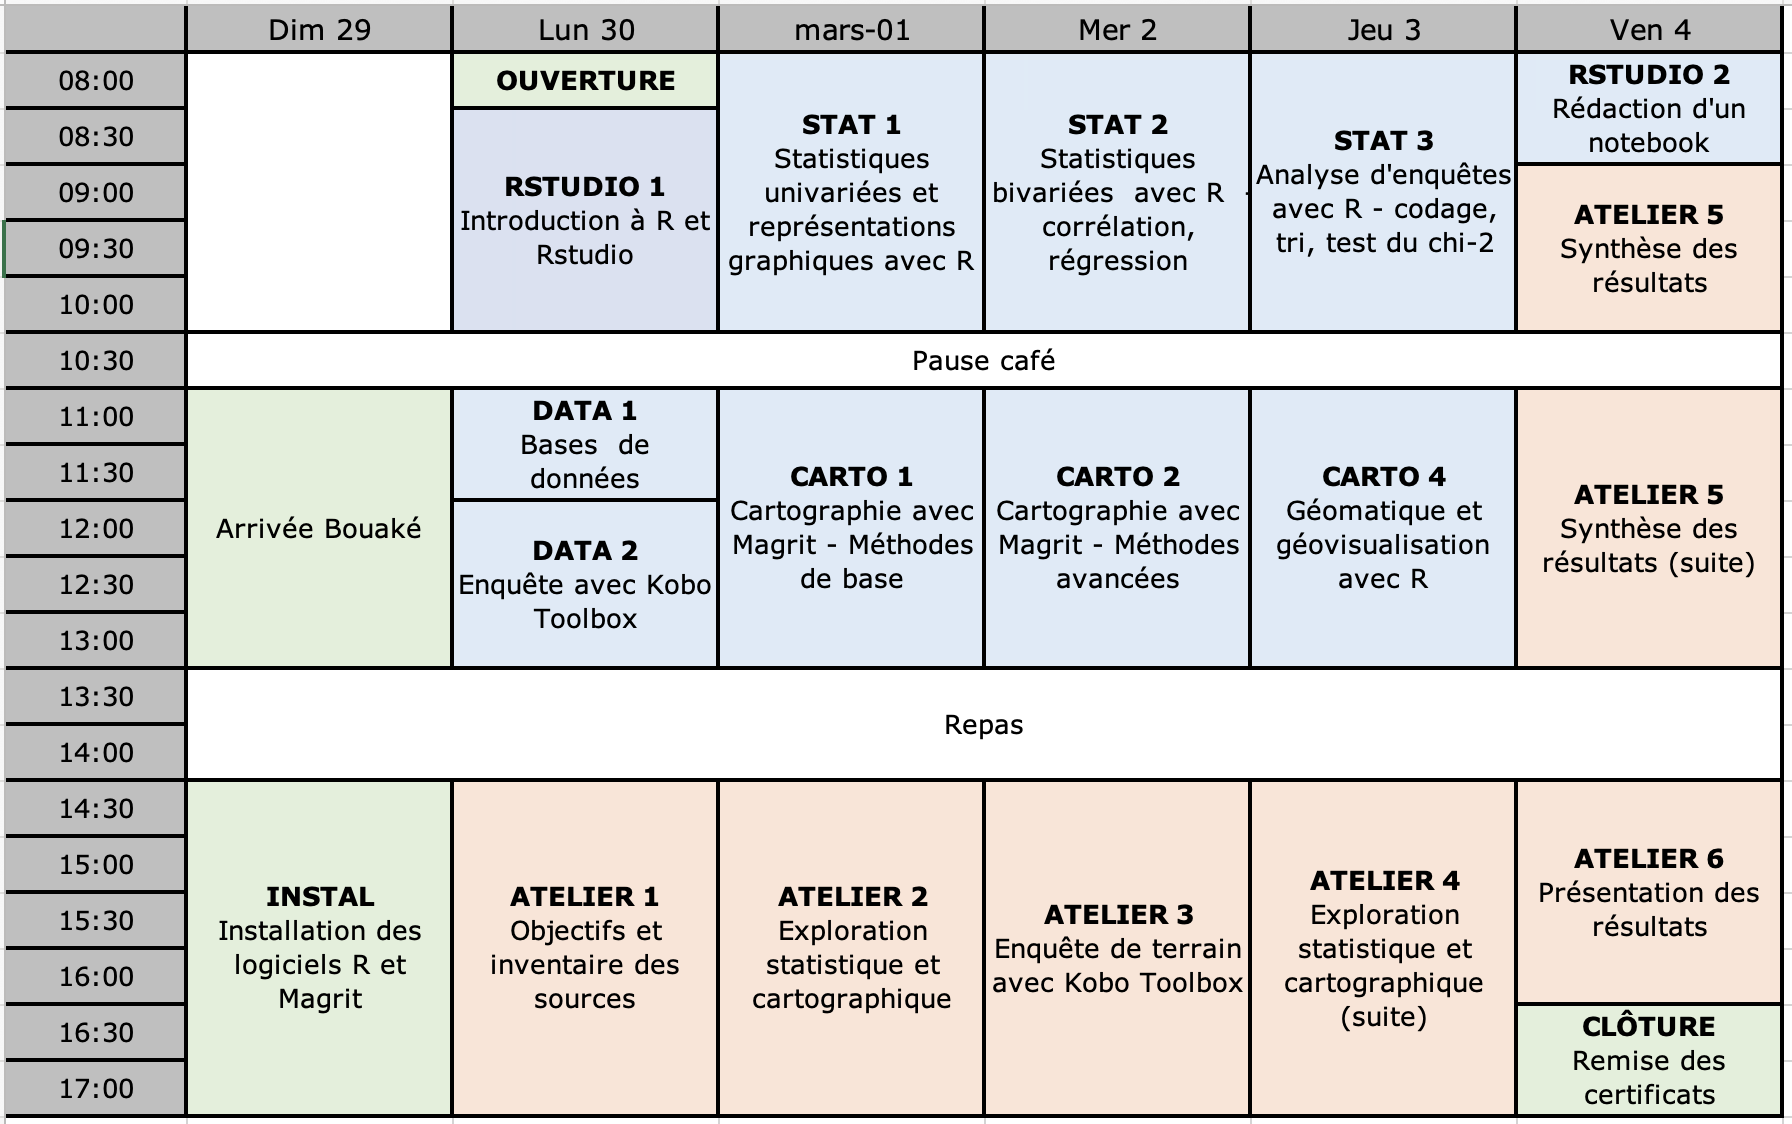 Dim 29
Lun 30
mars-01
Mer 2
Jeu 3
Ven 4
08:00
08:30
09:00
09:30
10:00
OUVERTURE
RSTUDIO 1
Introduction à R et
Rstudio
STAT 1
Statistiques
univariées et
représentations
graphiques avec R
STAT 2
Statistiques
bivariées  avec R  -
corrélation,
régression
STAT 3
Analyse d'enquêtes
avec R - codage,
tri, test du chi-2
RSTUDIO 2
Rédaction d'un
notebook
ATELIER 5
Synthèse des
résultats
10:30
Pause café
11:00
11:30
12:00
12:30
13:00
Arrivée Bouaké
DATA 1
Bases  de
données
DATA 2
Enquête avec Kobo
Toolbox
CARTO 1
Cartographie avec
Magrit - Méthodes
de base
CARTO 2
Cartographie avec
Magrit - Méthodes
avancées
CARTO 4
Géomatique et
géovisualisation
avec R
ATELIER 5
Synthèse des
résultats (suite)
13:30
14:00
Repas
14:30
15:00
15:30
16:00
16:30
17:00
INSTAL
Installation des
logiciels R et
Magrit
ATELIER 1
Objectifs et
inventaire des
sources
ATELIER 2
Exploration
statistique et
cartographique
ATELIER 3
Enquête de terrain
avec Kobo Toolbox
ATELIER 4
Exploration
statistique et
cartographique
(suite)
ATELIER 6
Présentation des
résultats
CLÔTURE
Remise des
certificats